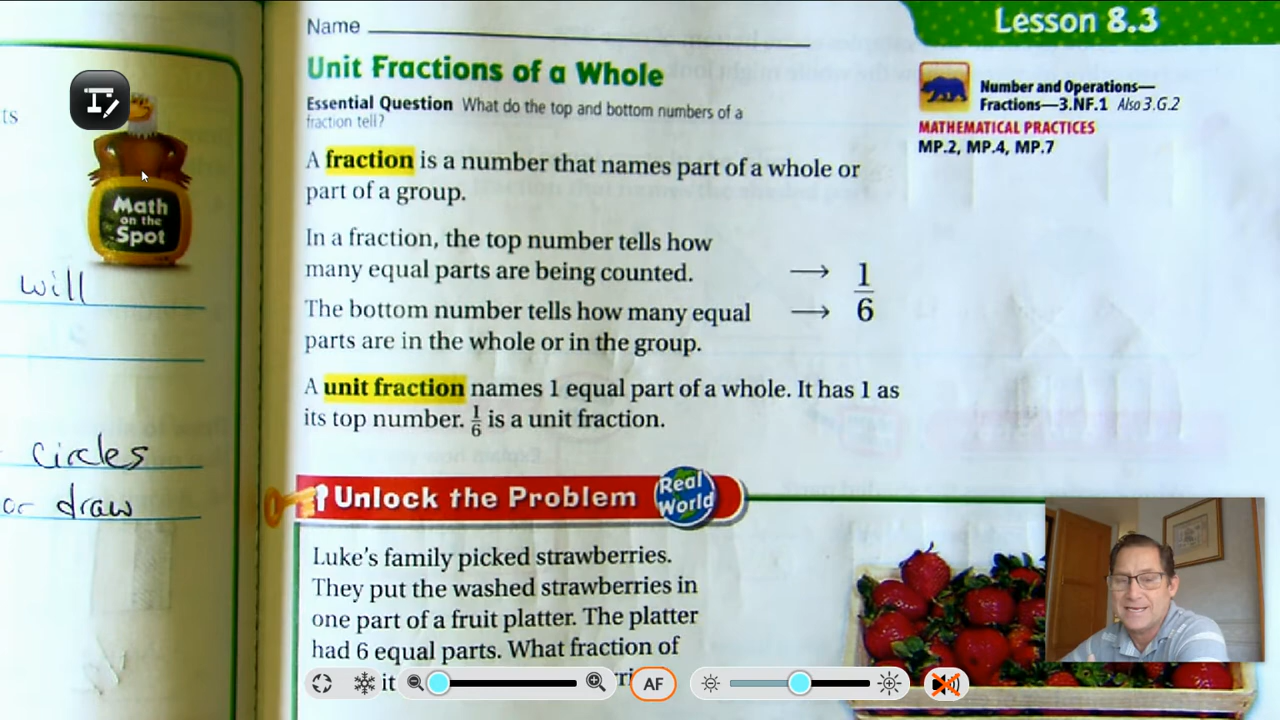 ts
Math
on the
Spot
will
circles
or draw
Name
Lesson 8.3
Unit Fractions of a Whole
Essential Question What do the top and bottom numbers of a
fraction tell?
Number and Operations—
Fractions—3.NF.1 Also 3.G.2
MATHEMATICAL PRACTICES
MP.2, MP.4, MP.7
A fraction is a number that names part of a whole or
part of a group.
In a fraction, the top number tells how
many equal parts are being counted.
→ 1
The bottom number tells how many equal
→ 6
parts are in the whole or in the group.
A unit fraction names 1 equal part of a whole. It has 1 as
its top number. 1/6 is a unit fraction.
Unlock the Problem
Real
World
Luke's family picked strawberries.
They put the washed strawberries in
one part of a fruit platter. The platter
had 6 equal parts. What fraction of
it
AF